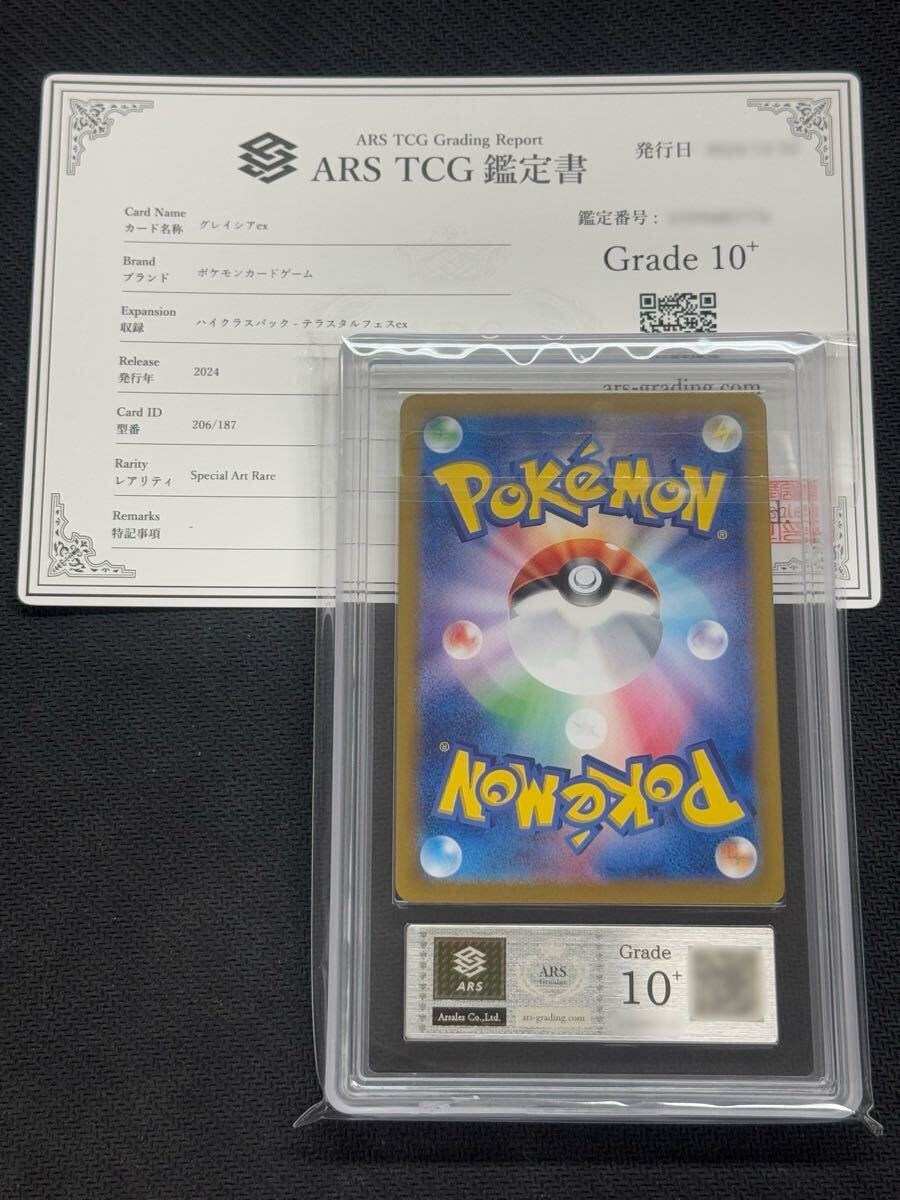 ARS TCG Grading Report
ARS TCG 鑑定書
発行日
Card Name
カード名称 グレイシアex
鑑定番号：
Grade 10+
Brand
ブランド ポケモンカードゲーム
Expansion
収録 ハイクラスパック - テラスタルフェスex
ars-grading.com
Release
発行年 2024
Card ID
型番 206/187
Rarity
レアリティ Special Art Rare
Remarks
特記事項 -
POKéMON
®
®
POKéMON
ARS
ARS
Grade
10+
Arsales Co.,Ltd.
ars-grading.com